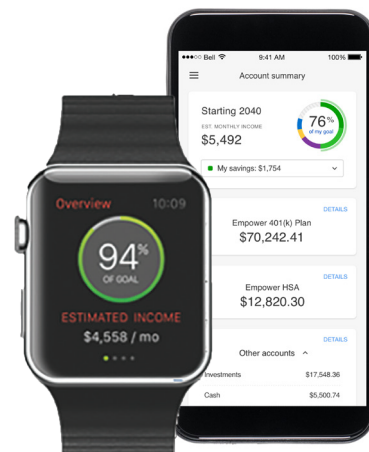 Bell 9:41 AM 100%
Account summary
Starting 2040
EST. MONTHLY INCOME
$5,492
76%
of my goal
My savings: $1,754
DETAILS
Empower 401(k) Plan
$70,242.41
DETAILS
Empower HSA
$12,820.30
DETAILS
Other accounts
Investments $17,548.36
Cash $5,500.74
Overview 10:09
94%
OF GOAL
ESTIMATED INCOME
$4,558 / mo